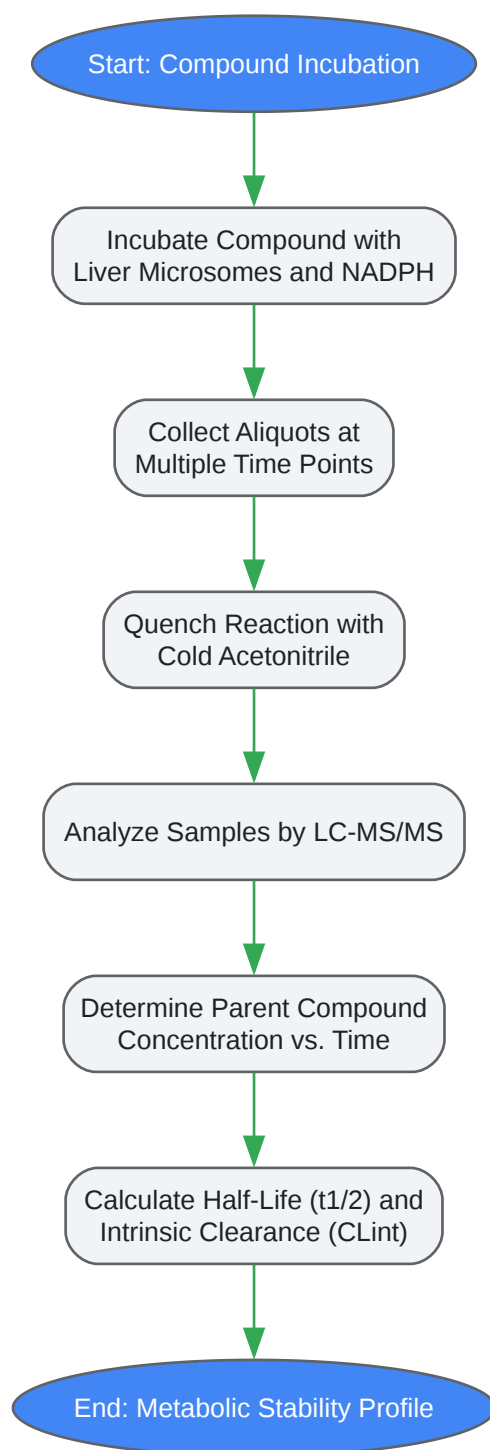 Start: Compound Incubation
Incubate Compound with
Liver Microsomes and NADPH
Collect Aliquots at
Multiple Time Points
Quench Reaction with
Cold Acetonitrile
Analyze Samples by LC-MS/MS
Determine Parent Compound
Concentration vs. Time
Calculate Half-Life (t1/2) and
Intrinsic Clearance (CLint)
End: Metabolic Stability Profile